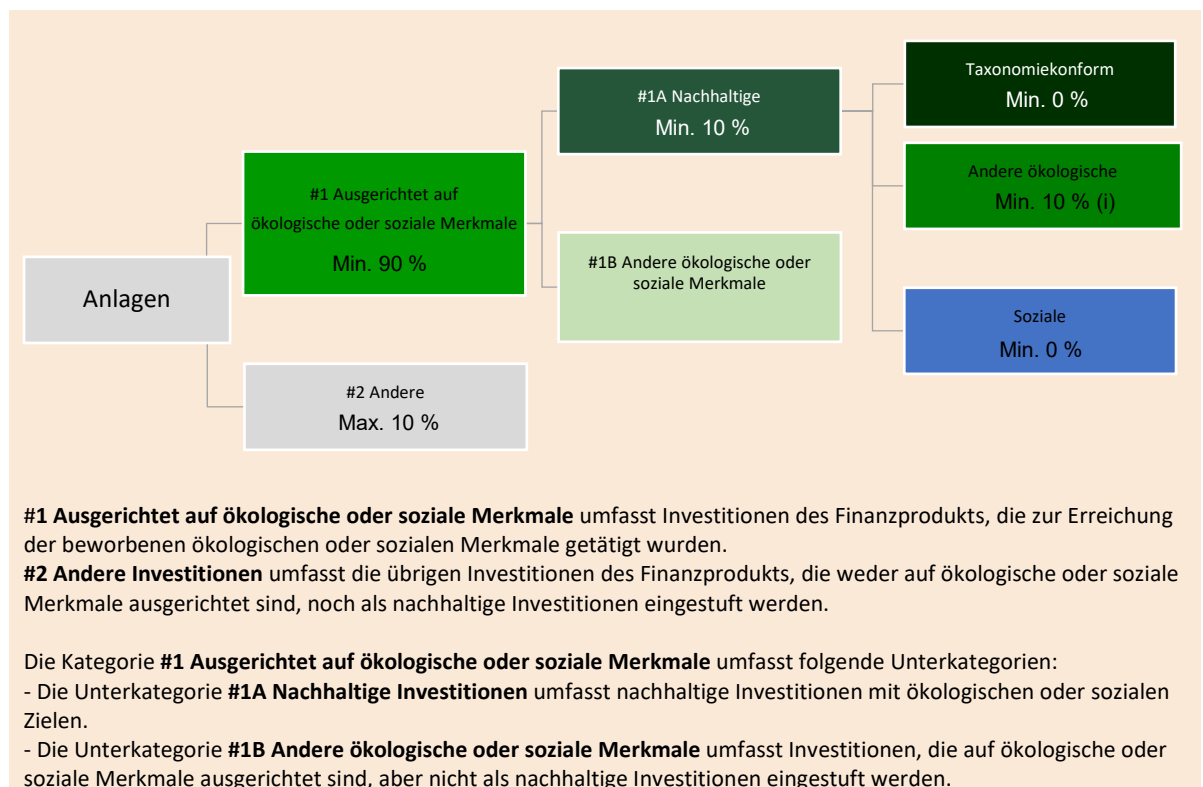 Taxonomiekonform
Min. 0 %
#1A Nachhaltige
Min. 10 %
Andere ökologische
Min. 10 % (i)
#1 Ausgerichtet auf
ökologische oder soziale Merkmale
Min. 90 %
#1B Andere ökologische oder
soziale Merkmale
Anlagen
Soziale
Min. 0 %
#2 Andere
Max. 10 %
#1 Ausgerichtet auf ökologische oder soziale Merkmale umfasst Investitionen des Finanzprodukts, die zur Erreichung
der beworbenen ökologischen oder sozialen Merkmale getätigt wurden.
#2 Andere Investitionen umfasst die übrigen Investitionen des Finanzprodukts, die weder auf ökologische oder soziale
Merkmale ausgerichtet sind, noch als nachhaltige Investitionen eingestuft werden.
Die Kategorie #1 Ausgerichtet auf ökologische oder soziale Merkmale umfasst folgende Unterkategorien:
- Die Unterkategorie #1A Nachhaltige Investitionen umfasst nachhaltige Investitionen mit ökologischen oder sozialen
Zielen.
- Die Unterkategorie #1B Andere ökologische oder soziale Merkmale umfasst Investitionen, die auf ökologische oder
soziale Merkmale ausgerichtet sind, aber nicht als nachhaltige Investitionen eingestuft werden.